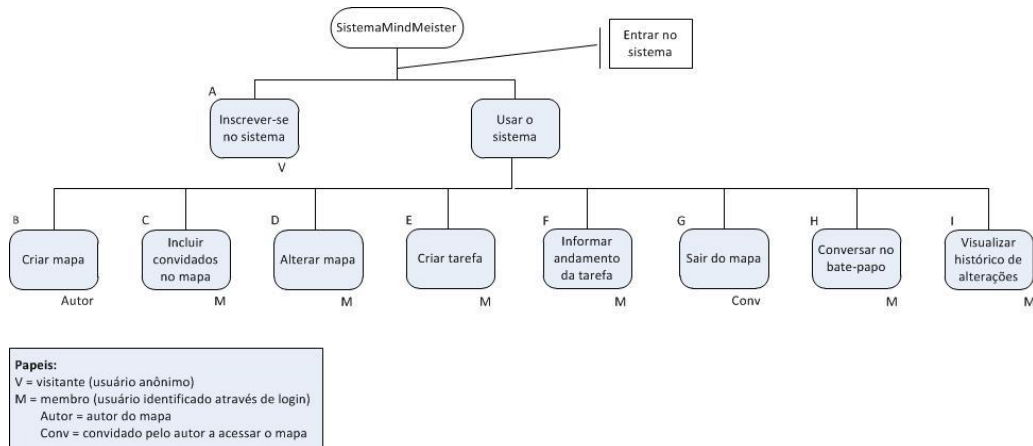 SistemaMindMeister
Entrar no
sistema
A
Inscrever-se
no sistema
V
Usar o
sistema
B
Criar mapa
Autor
C
Incluir
convidados
no mapa
M
D
Alterar mapa
M
E
Criar tarefa
M
F
Informar
andamento
da tarefa
M
G
Sair do mapa
Conv
H
Conversar no
bate-papo
M
I
Visualizar
histórico de
alterações
M
Papeis:
V = visitante (usuário anônimo)
M = membro (usuário identificado através de login)
Autor = autor do mapa
Conv = convidado pelo autor a acessar o mapa